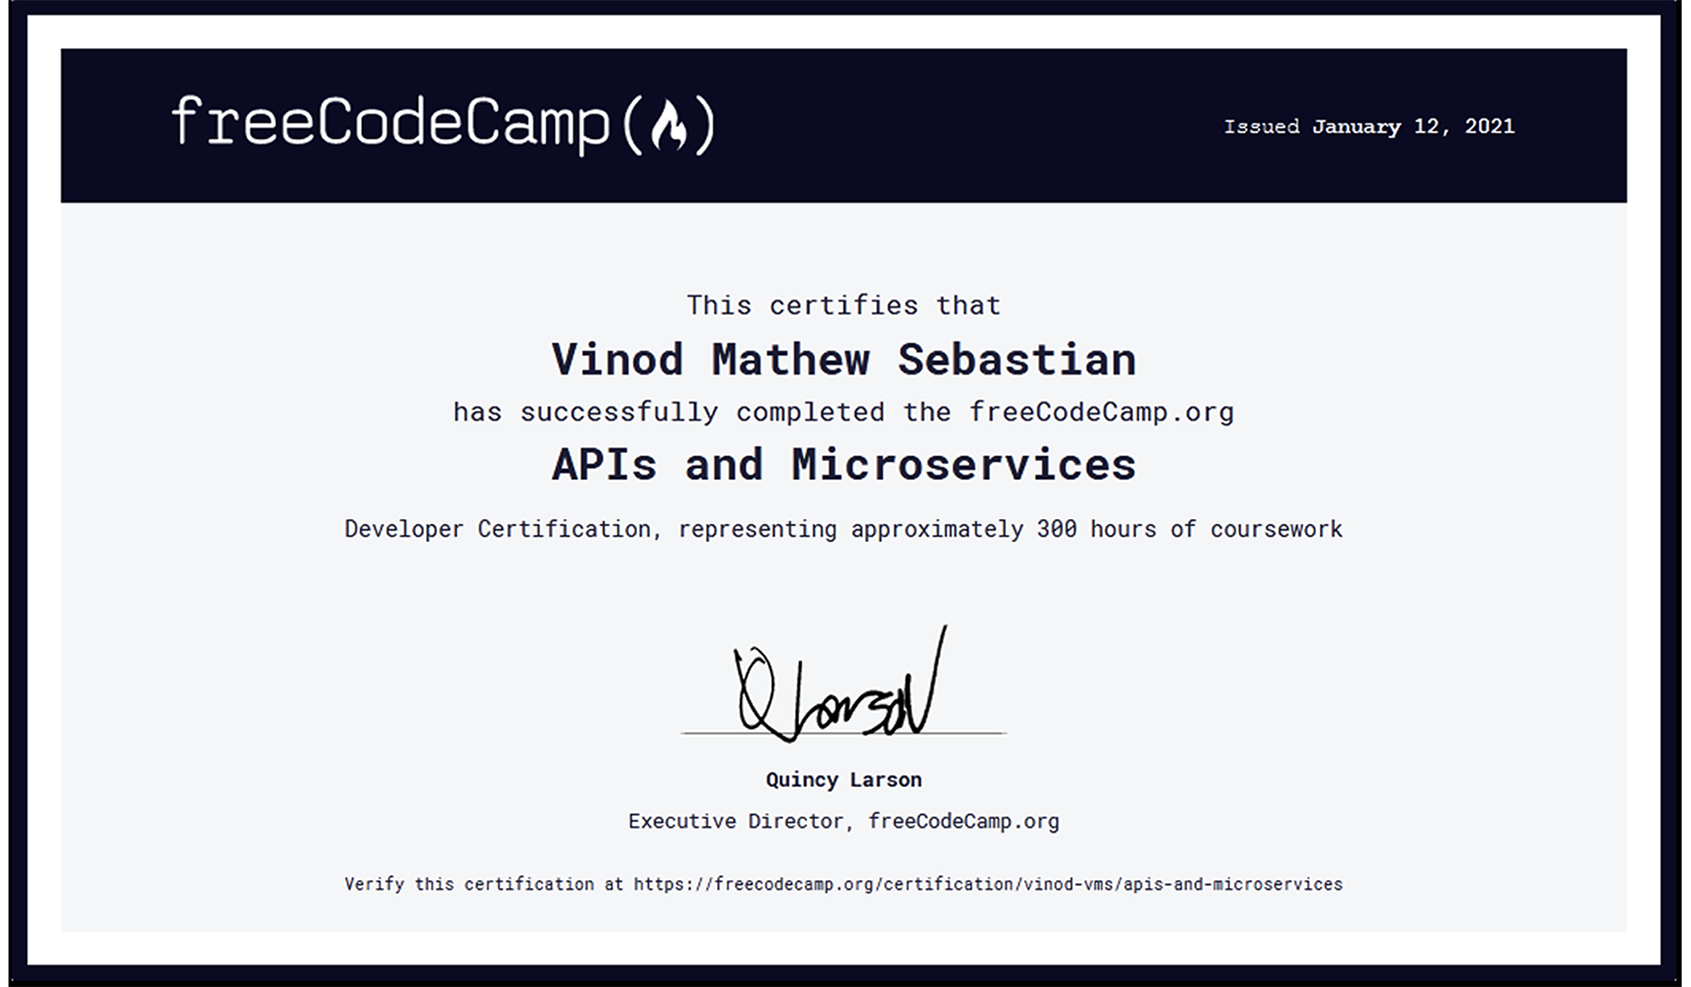 freeCodeCamp(🔥)
Issued January 12, 2021
This certifies that
Vinod Mathew Sebastian
has successfully completed the freeCodeCamp.org
APIs and Microservices
Developer Certification, representing approximately 300 hours of coursework
Q Larson
Quincy Larson
Executive Director, freeCodeCamp.org
Verify this certification at https://freecodecamp.org/certification/vinod-vms/apis-and-microservices